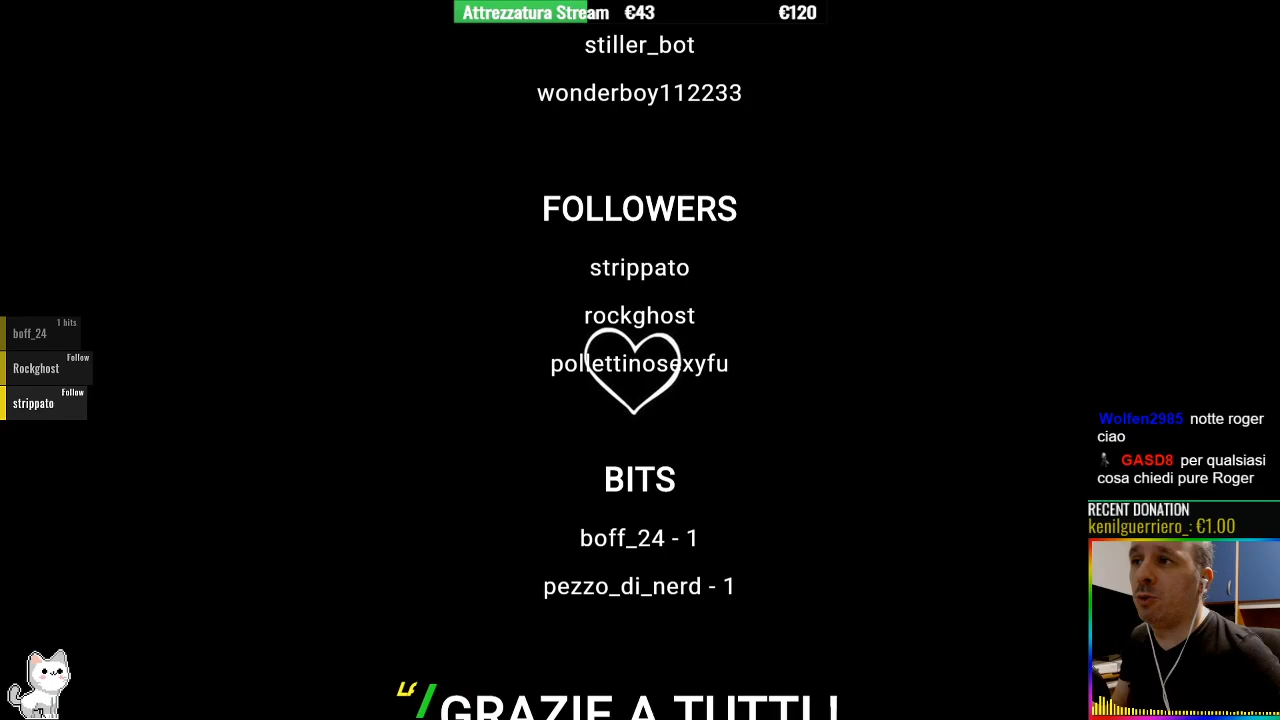 Attrezzatura Stream €43 €120
stiller_bot
wonderboy112233
FOLLOWERS
strippato
rockghost
pollettinosexyfu
BITS
boff_24 - 1
pezzo_di_nerd - 1
GRAZIE A TUTTI !
1 hits
boff_24
Follow
Rockghost
Follow
strippato
Wolfen2985 notte roger
ciao
GASD8 per qualsiasi
cosa chiedi pure Roger
RECENT DONATION
kenilguerriero_: €1.00